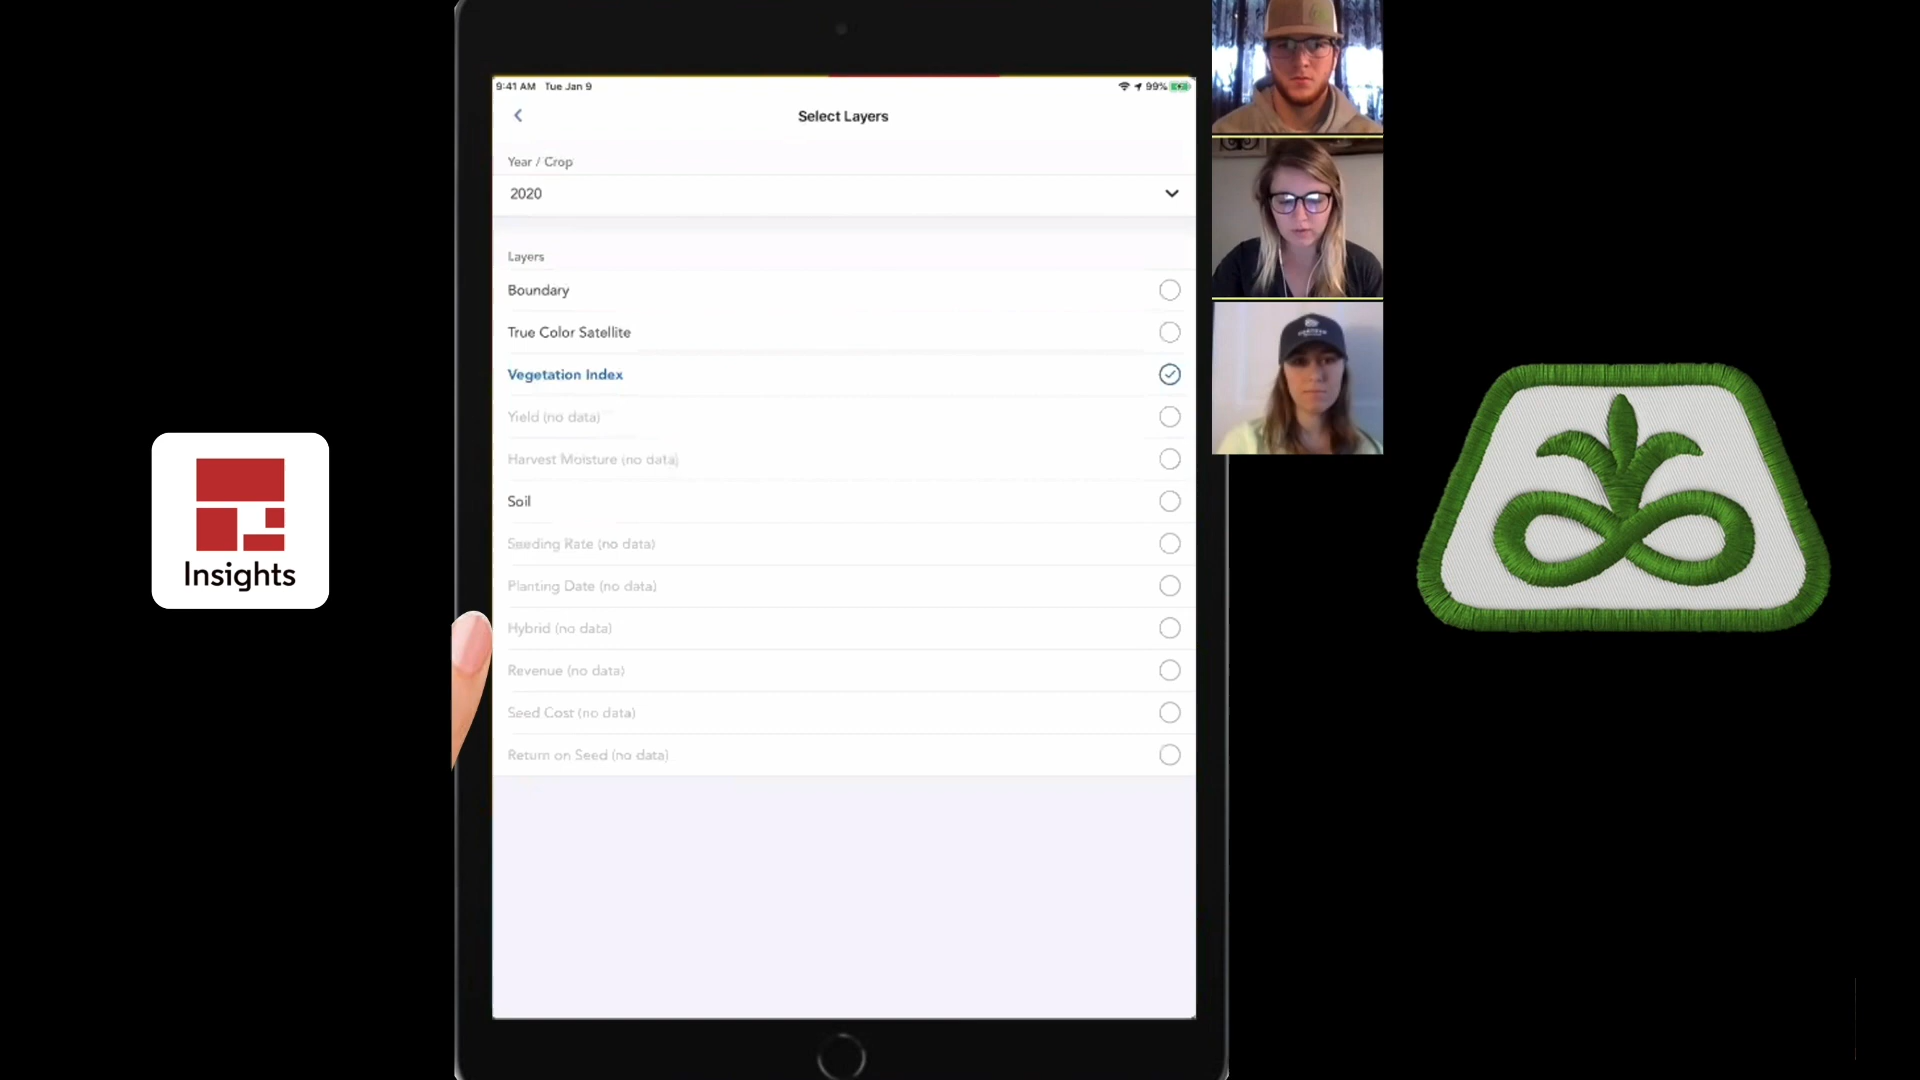 9:41 AM Tue Jan 9
99%
Select Layers
Year / Crop
2020
Layers
Boundary
True Color Satellite
Vegetation Index
Yield (no data)
Harvest Moisture (no data)
Soil
Seeding Rate (no data)
Planting Date (no data)
Hybrid (no data)
Revenue (no data)
Seed Cost (no data)
Return on Seed (no data)
Insights